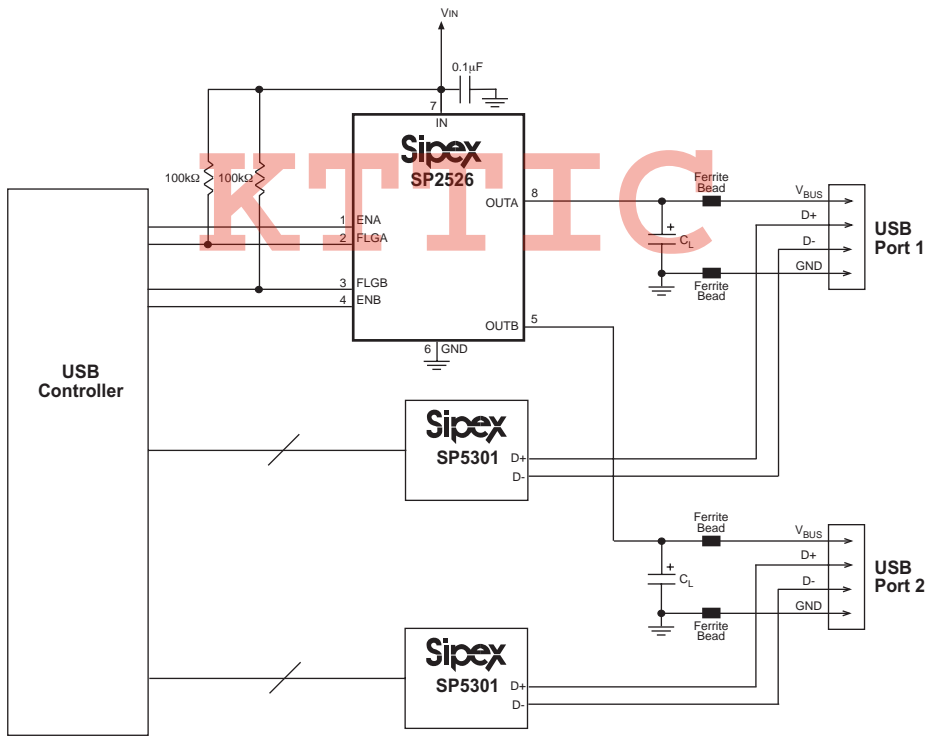 VIN
0.1μF
7
IN
Sipex
SP2526
KTTIC
100kΩ
100kΩ
OUTA
8
Ferrite
Bead
VBUS
D+
D-
GND
USB
Port 1
1
ENA
2
FLGA
CL
Ferrite
Bead
3
FLGB
4
ENB
OUTB
5
6
GND
USB
Controller
Sipex
SP5301
D+
D-
Ferrite
Bead
VBUS
D+
D-
GND
USB
Port 2
CL
Ferrite
Bead
Sipex
SP5301
D+
D-